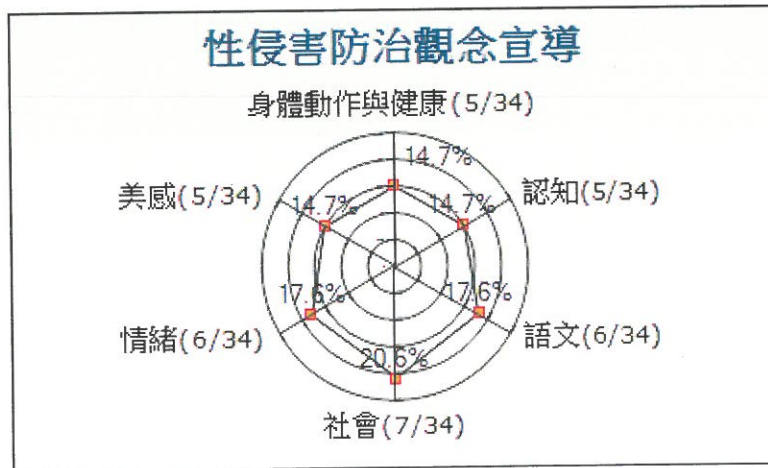 性侵害防治觀念宣導
身體動作與健康(5/34)
14.7%
美感(5/34)
14.7%
14.7%
認知(5/34)
17.6%
17.6%
情緒(6/34)
語文(6/34)
20.6%
社會(7/34)